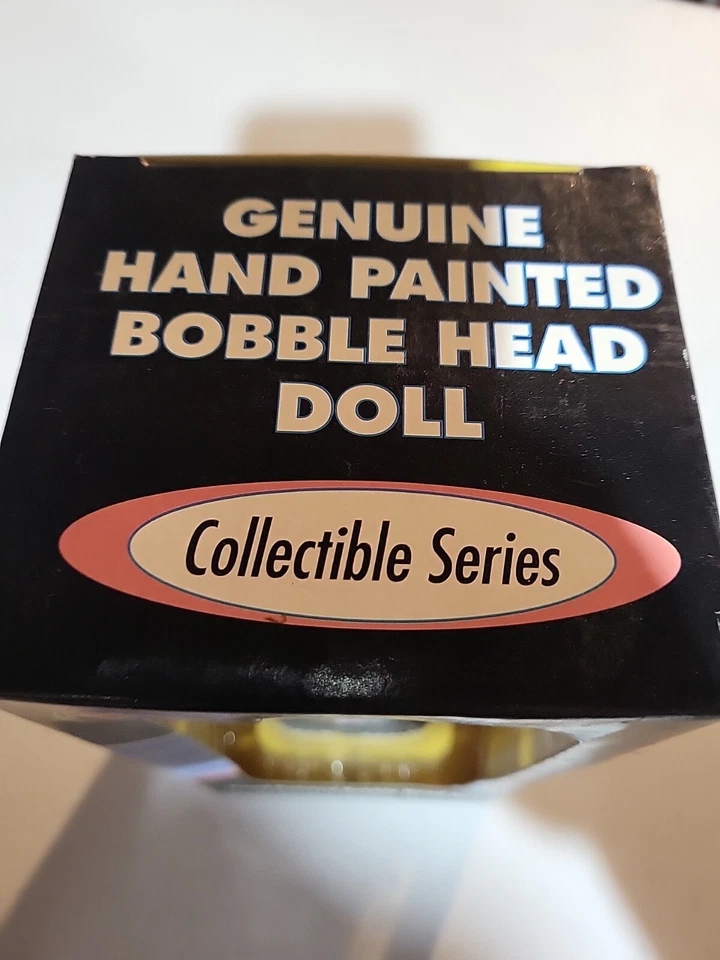 GENUINE
HAND PAINTED
BOBBLE HEAD
DOLL
Collectible Series